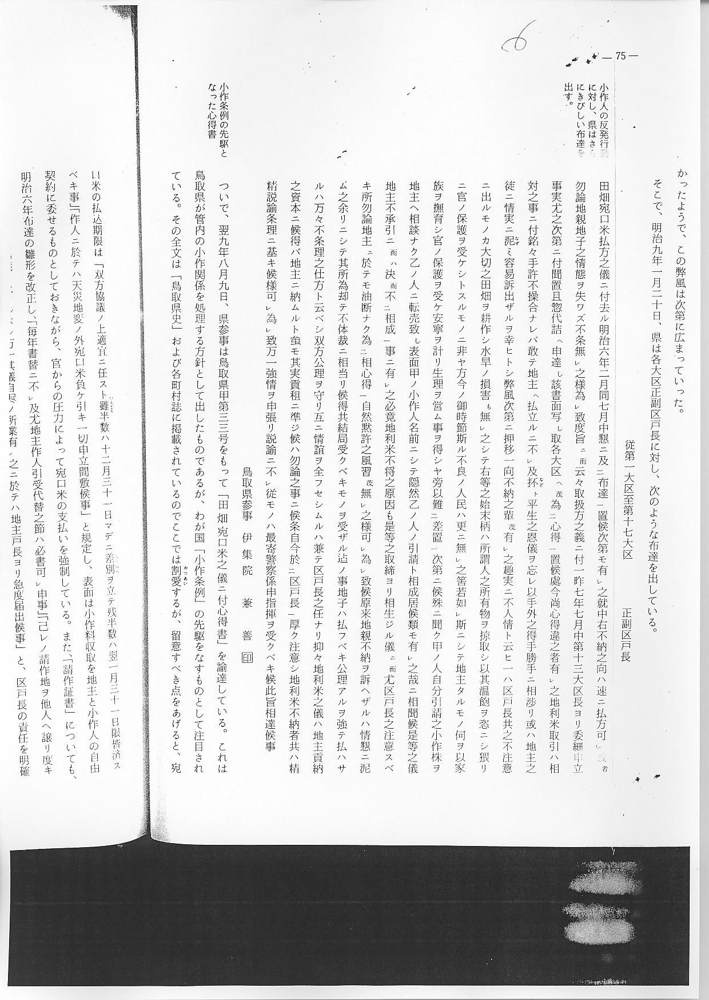 — 75 —
小作人の反発行動
に対し、県はさら
にきびしい布達を
出す。
かったようで、この弊風は次第に広まっていった。
そこで、明治九年一月二十日、県は各大区正副区戸長に対し、次のような布達を出している。
従第一大区至第十七大区　　正副区戸長
田畑宛口米払方之儀ニ付去ル明治六年二月同七月中懇ニ及ニ布達一置候次第モ有レ之就中右不納之向ハ速ニ払方可レ致者
勿論地親地子之情態ヲ失ワズ不条無レ之様為レ致度旨ニ而云々取扱方之義ニ付一昨七年七月中第十三大区長ヨリ委細申立
事実尤之次第ニ付聞置且惣代詰ヘ申達し該書面写し取各大区ヘ茂為ニ心得一置候處今尚心得違之者有レ之地利米取引ハ相
対之事ニ付銘々手許不操合ナレバ敢テ地主ヘ払立ルニ不レ及抔ト平生之恩儀ヲ忘レ以手外之得手勝手ニ相渉リ或ハ地主之
徒ニ情実ニ泥ミ容易訴出ザルヲ幸ヒトシ弊風次第ニ押移一向不納之輩茂有レ之趣実ニ不人情ト云ヒ一ハ区戸長共之不注意
ニ出ルモノカ大切之田畑ヲ耕作シ水旱ノ損害も無レ之シテ右等之始末柄ハ所謂人之所有物ヲ掠取シ以其温飽ヲ恣ニシ猥リ
ニ官ノ保護ヲ受ケシトスルモノニ非ヤ方今ノ御時節斯ル不良ノ人民ハ更ニ無レ之筈若如レ斯ニシテ地主タルモノ何ヲ以家
族ヲ撫育シ官ノ保護ヲ受ケ安寧ヲ計リ生理ヲ営ム事ヲ得シヤ旁以難ニ差置一次第ニ候殊ニ聞ク甲ノ人自分引請之小作株ヲ
地主ヘ相談ナク乙ノ人ニ転売致し表面甲ノ小作人名前ニシテ隠然乙ノ人ノ引請ト相成居候類モ有レ之哉ニ相聞候是等之儀
地主不承引ニ而ハ決而不ニ相成一事ニ有レ之必竟地利米不捋之原因も是等之取締ヨリ相生ジル儀ニ而尤区戸長之注意スベ
キ所勿論地主ニ於テモ油断ナク為ニ相心得一自然黙許之風習茂無レ之様可レ為レ致候原来地親不納ヲ訴ヘザルハ情懇ニ泥
ム之余リニシテ其所為却テ不体裁ニ相当リ候得共結局受クベキモノヲ受ザル迠ノ事地子ハ払フベキ公理アルヲ強テ払ハサ
ルハ万々不条理之仕方ト云ベシ双方公理ヲ守リ互ニ情誼ヲ全フセシムルハ兼テ区戸長之任ナリ抑々地利米之儀ハ地主貢納
之資本ニ候得バ地主ニ納ムルト虽モ其実貢租ニ準ジ候ハ勿論之事ニ候条自今於ニ区戸長一厚ク注意シ地利米不納者共ハ精
精説諭条理ニ基キ候様可レ為レ致万一強情ヲ申張リ説諭ニ不レ従モノハ最寄警察係申指揮ヲ受クベキ候此旨相達候事
鳥取県参事　伊集院兼善㊞
小作条例の先駆と
なった心得書
ついで、翌九年八月九日、県参事は鳥取県甲第三三号をもって「田畑宛口米之儀ニ付心得書」を諭達している。これは
鳥取県が管内の小作関係を処理する方針として出したものであるが、わが国「小作条例」の先駆をなすものとして注目され
ている。その全文は「鳥取県史」および各町村誌に掲載されているのでここでは割愛するが、留意すべき点をあげると、宛
口米の払込期限は「双方協議ノ上適宜ニ任スト雖半数ハ十二月三十一日マデニ差別ヲ立テ残半数ハ翌一月三十一日限皆済ス
ベキ事」「作人ニ於テハ天災地変ノ外宛口米負ケ引キ一切申立間敷候事」と規定し、表面は小作料収取を地主と小作人の自由
契約に委せるものとしておきながら、官からの圧力によって宛口米の支払いを強制している。また、「請作証書」についても、
明治六年布達の雛形を改正し、「毎年書替ニ不レ及尤地主作人引受代替之節ハ必書可レ申事」「己レノ請作地ヲ他人ヘ譲リ度キ
之ニ於テハ地主戸長ヨリ急度届出候事」と、区戸長の責任を明確